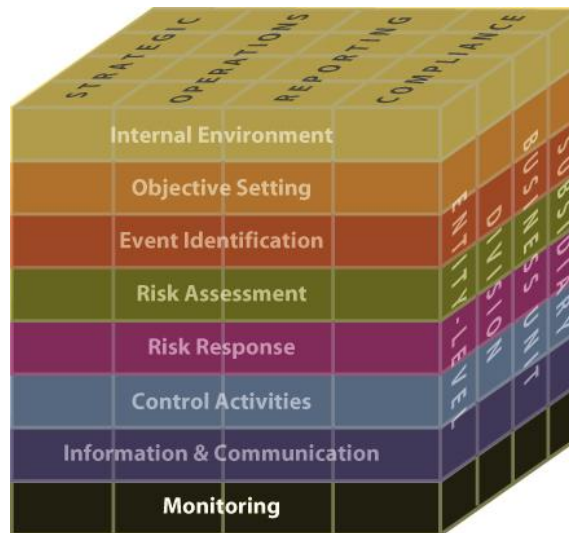 STRATEGIC
OPERATIONS
REPORTING
COMPLIANCE
Internal Environment
Objective Setting
Event Identification
Risk Assessment
Risk Response
Control Activities
Information & Communication
Monitoring
ENTITY-LEVEL
DIVISION
BUSINESS UNIT
SUBSIDIARY